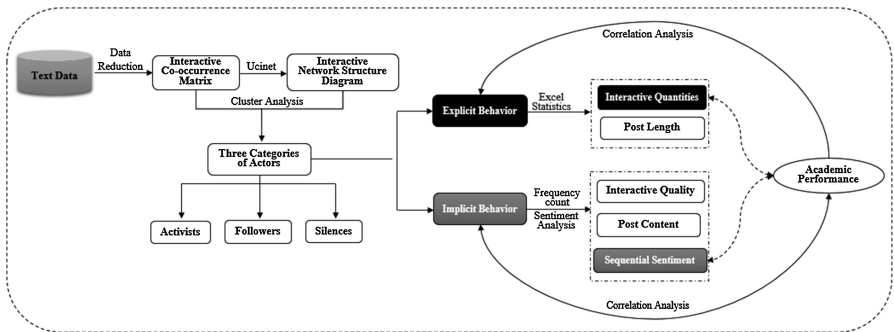 Correlation Analysis
Text Data
Data
Reduction
Interactive
Co-occurrence
Matrix
Ucinet
Interactive
Network Structure
Diagram
Cluster Analysis
Three Categories
of Actors
Activists
Followers
Silences
Explicit Behavior
Excel
Statistics
Interactive Quantities
Post Length
Implicit Behavior
Frequency
count
Sentiment
Analysis
Interactive Quality
Post Content
Sequential Sentiment
Academic
Performance
Correlation Analysis